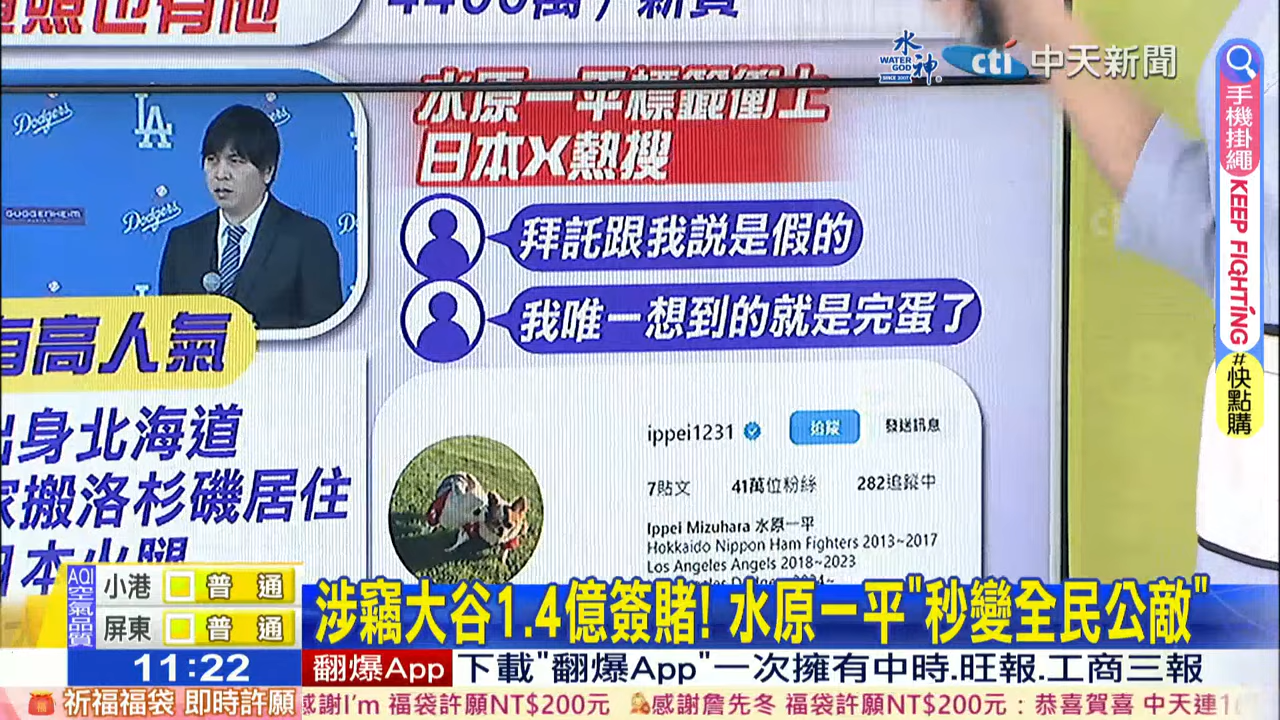 水神
WATER GOD
SINCE 2007
cti 中天新聞
水原一平標籤衝上
日本X熱搜
拜託跟我說是假的
我唯一想到的就是完蛋了
Dodgers
LA
GUGGENHEIM
Dodgers
有高人氣
出身北海道
家搬洛杉磯居住
ippei1231
追蹤
發送訊息
7貼文
41萬位粉絲
282追蹤中
Ippei Mizuhara 水原一平
Hokkaido Nippon Ham Fighters 2013~2017
Los Angeles Angels 2018~2023
手機掛繩
KEEP FIGHTING
#快點購
AQI空氣品質
小港 普通
屏東 普通
涉竊大谷1.4億簽賭! 水原一平"秒變全民公敵"
11:22
翻爆App
下載"翻爆App"一次擁有中時.旺報.工商三報
祈福福袋 即時許願
感謝I'm 福袋許願NT$200元
感謝詹先冬 福袋許願NT$200元：恭喜賀喜 中天連